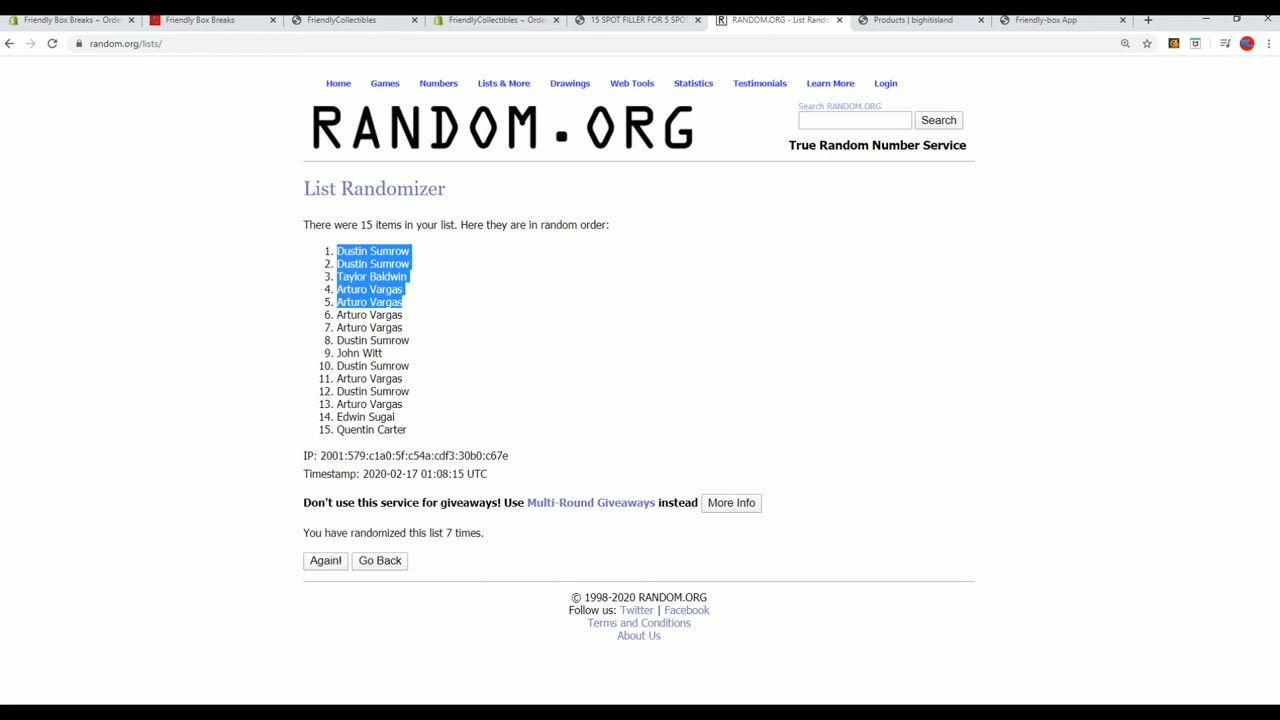 Friendly Box Breaks ~ Orde
Friendly Box Breaks
FriendlyCollectibles
FriendlyCollectibles ~ Orde
15 SPOT FILLER FOR 5 SPO
RANDOM.ORG - List Rando
Products | bighitisland
Friendly-box App
random.org/lists/
Home Games Numbers Lists & More Drawings Web Tools Statistics Testimonials Learn More Login
RANDOM.ORG
Search RANDOM.ORG
Search
True Random Number Service
List Randomizer
There were 15 items in your list. Here they are in random order:
1. Dustin Sumrow
2. Dustin Sumrow
3. Taylor Baldwin
4. Arturo Vargas
5. Arturo Vargas
6. Arturo Vargas
7. Arturo Vargas
8. Dustin Sumrow
9. John Witt
10. Dustin Sumrow
11. Arturo Vargas
12. Dustin Sumrow
13. Arturo Vargas
14. Edwin Sugai
15. Quentin Carter
IP: 2001:579:c1a0:5f:c54a:cdf3:30b0:c67e
Timestamp: 2020-02-17 01:08:15 UTC
Don't use this service for giveaways! Use Multi-Round Giveaways instead More Info
You have randomized this list 7 times.
Again! Go Back
© 1998-2020 RANDOM.ORG
Follow us: Twitter | Facebook
Terms and Conditions
About Us